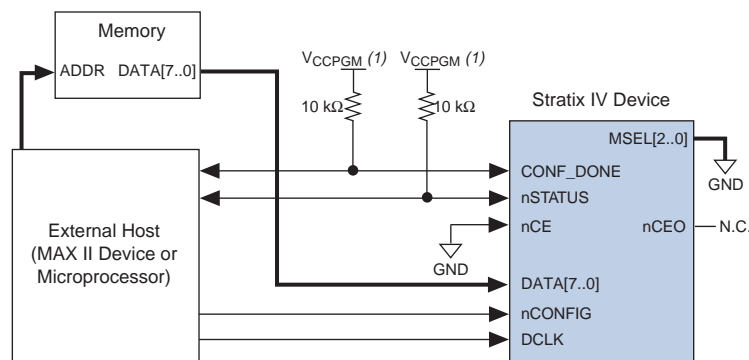 Memory
ADDR DATA[7..0]
VCCPGM (1) VCCPGM (1)
10 kΩ 10 kΩ
Stratix IV Device
MSEL[2..0]
GND
CONF_DONE
nSTATUS
nCE
nCEO
N.C.
GND
External Host
(MAX II Device or
Microprocessor)
DATA[7..0]
nCONFIG
DCLK